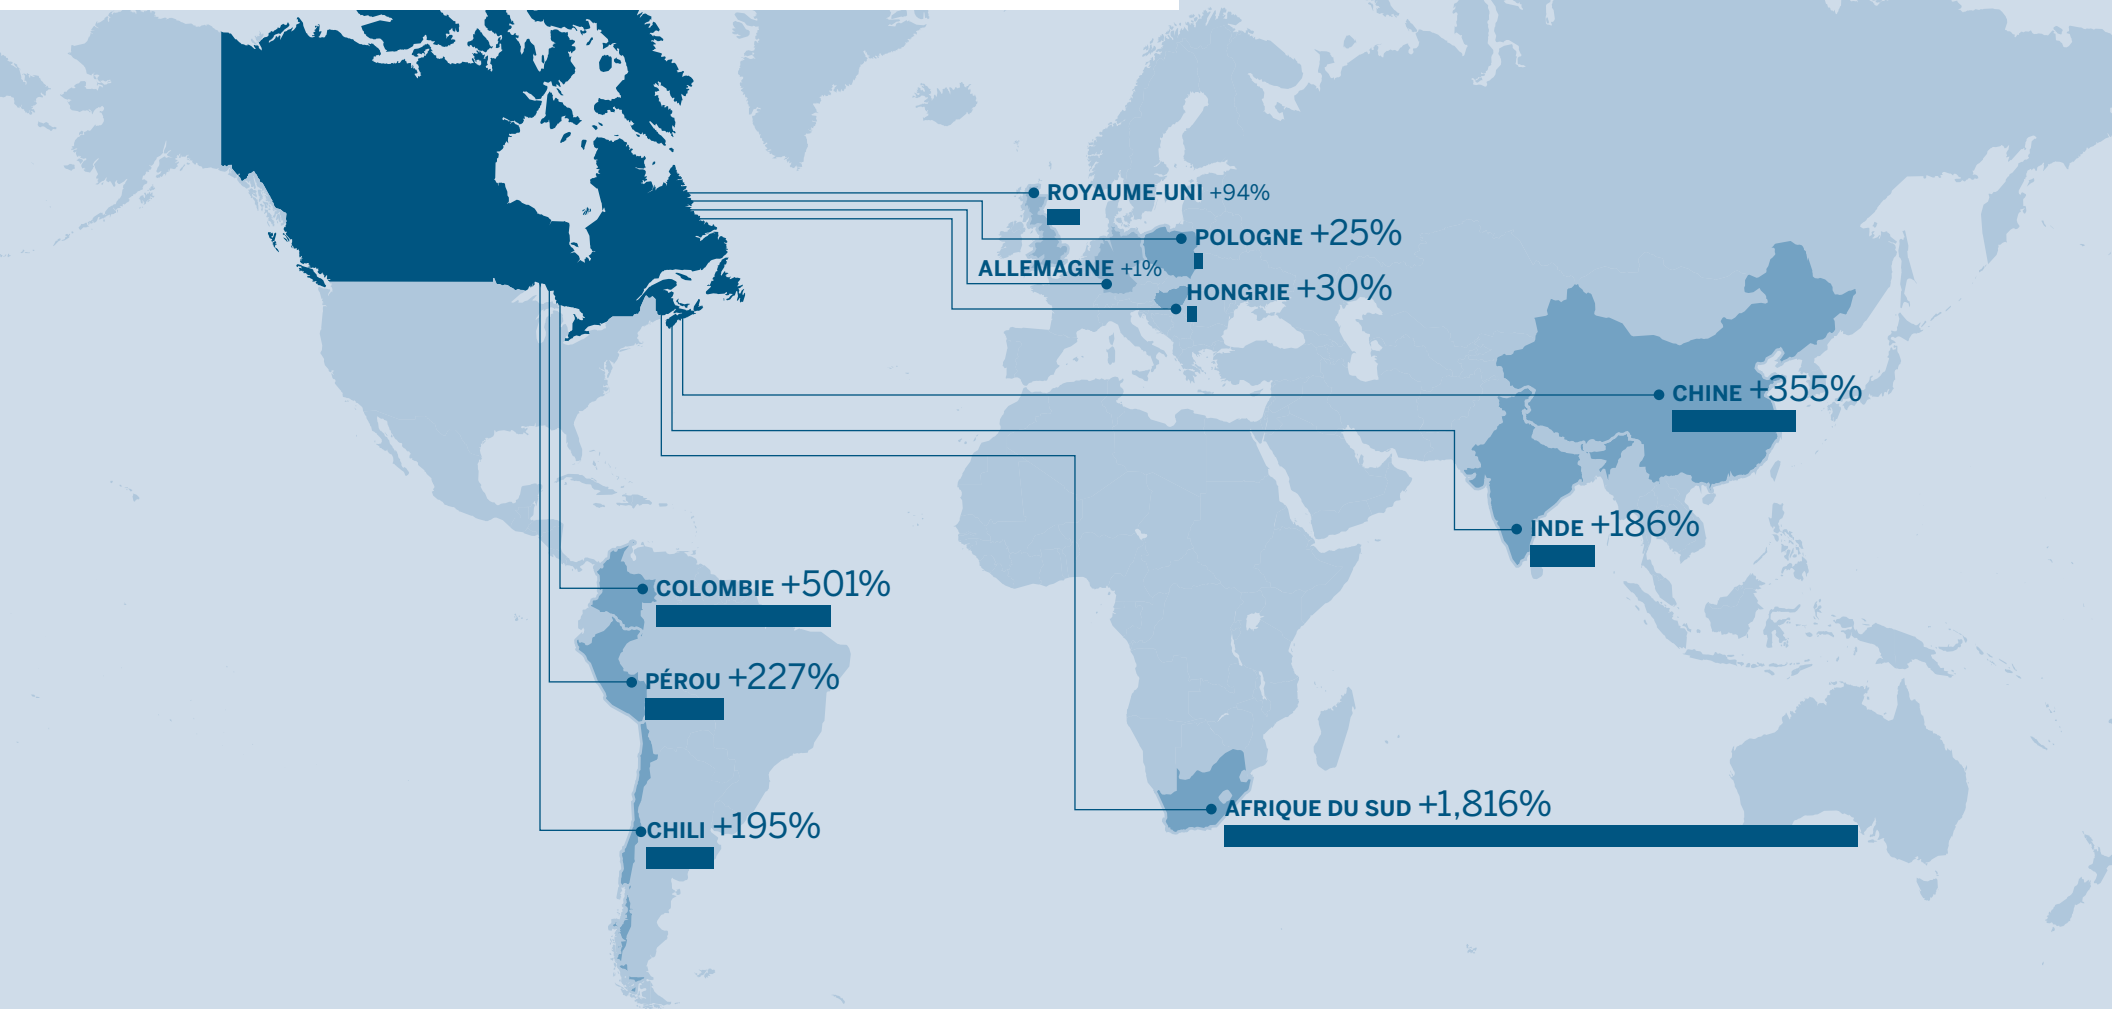 ROYAUME-UNI +94%
POLOGNE +25%
ALLEMAGNE +1%
HONGRIE +30%
CHINE +355%
INDE +186%
COLOMBIE +501%
PÉROU +227%
AFRIQUE DU SUD +1,816%
CHILI +195%